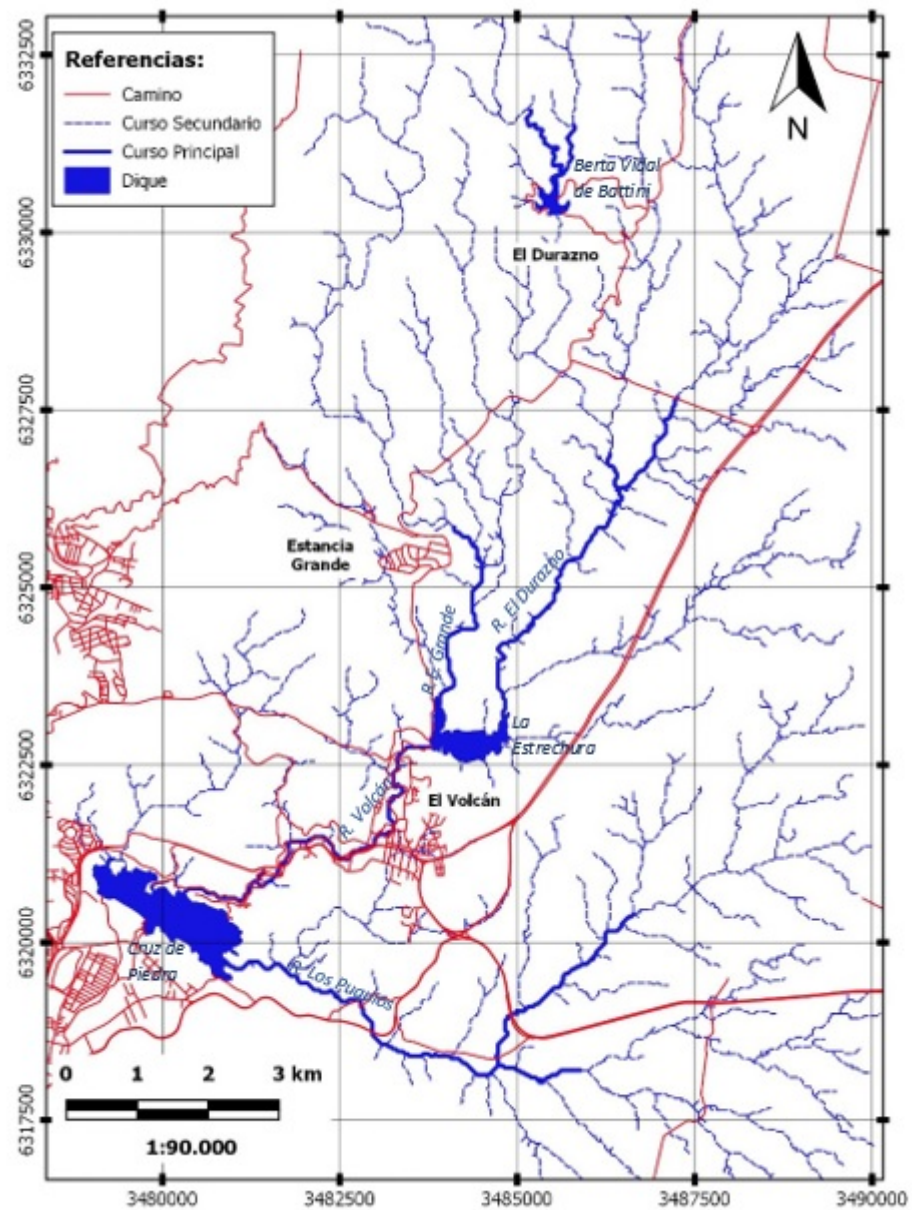 Referencias:
Camino
Curso Secundario
Curso Principal
Dique
N
Berta Vidal
de Battini
El Durazno
Estancia
Grande
R. El Durazno
R. E. Grande
La
Estrechura
El Volcán
R. Volcán
Cruz de
Piedra
R. Los Puquios
0 1 2 3 km
1:90.000
6332500
6330000
6327500
6325000
6322500
6320000
6317500
3480000 3482500 3485000 3487500 3490000